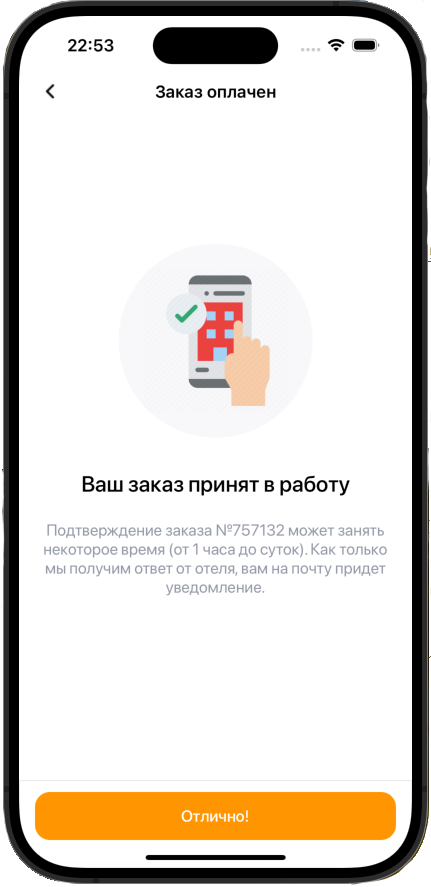 22:53
Заказ оплачен
Ваш заказ принят в работу
Подтверждение заказа №757132 может занять
некоторое время (от 1 часа до суток). Как только
мы получим ответ от отеля, вам на почту придет
уведомление.
Отлично!